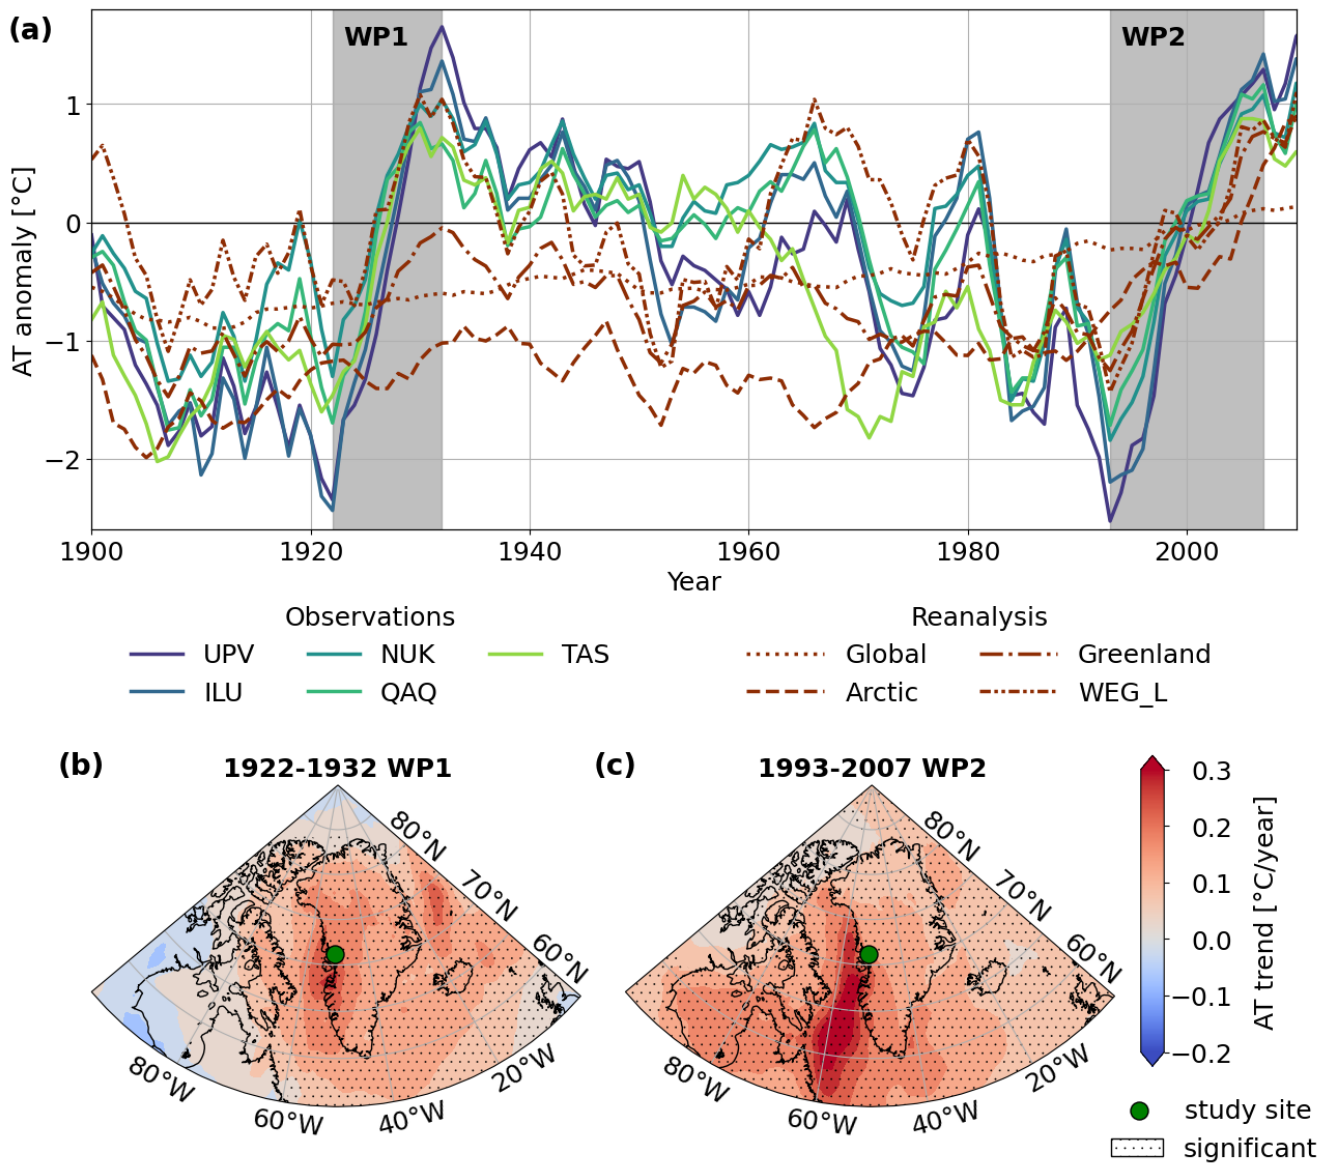 (a)
WP1
WP2
1
0
−1
−2
AT anomaly [°C]
1900
1920
1940
1960
1980
2000
Year
Observations
Reanalysis
UPV
NUK
TAS
Global
Greenland
ILU
QAQ
Arctic
WEG_L
(b)
1922-1932 WP1
80°N
70°N
60°N
80°W
60°W
40°W
20°W
(c)
1993-2007 WP2
80°N
70°N
60°N
80°W
60°W
40°W
20°W
0.3
0.2
0.1
0.0
−0.1
−0.2
AT trend [°C/year]
study site
significant